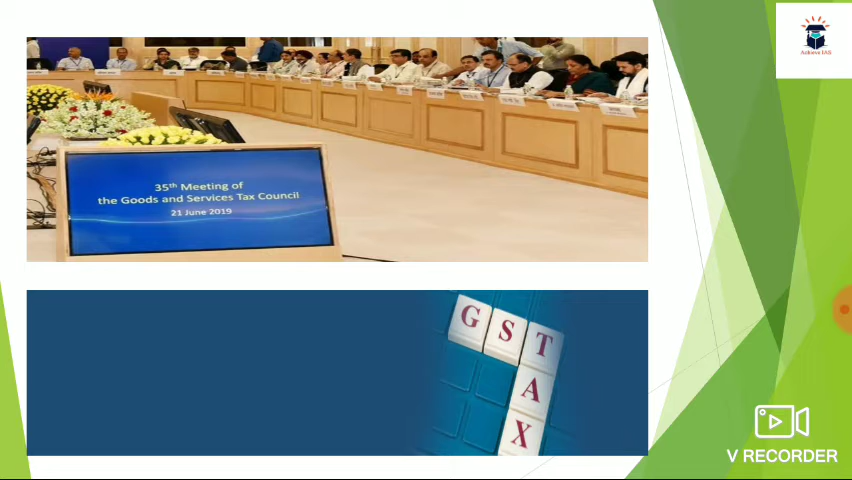 Achieve IAS
35th Meeting of
the Goods and Services Tax Council
21 June 2019
GST
TAX
V RECORDER